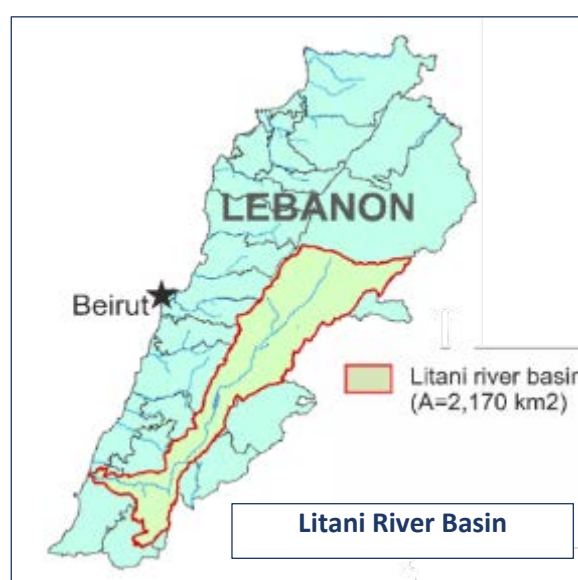 LEBANON
Beirut
Litani river basin
(A=2,170 km2)
Litani River Basin